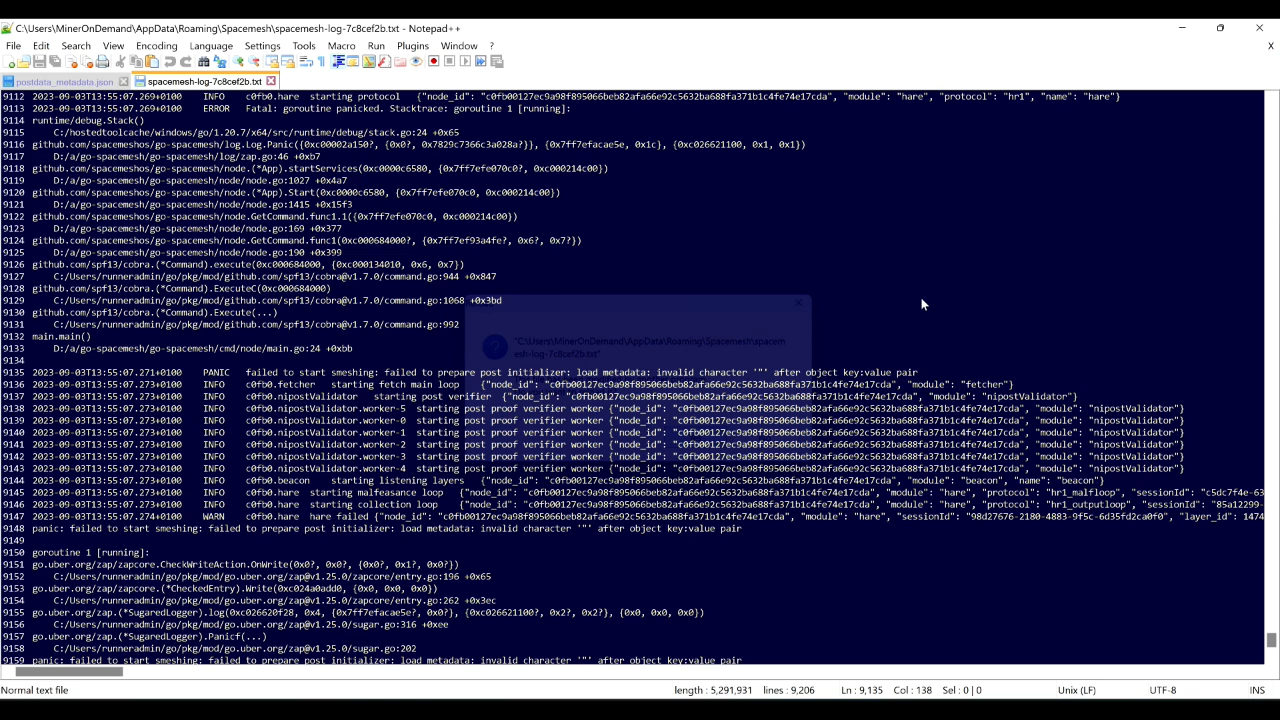 C:\Users\MinerOnDemand\AppData\Roaming\Spacemesh\spacemesh-log-7c8cef2b.txt - Notepad++
File Edit Search View Encoding Language Settings Tools Macro Run Plugins Window ? X
postdata_metadata.json spacemesh-log-7c8cef2b.txt
9112 2023-09-03T13:55:07.269+0100 INFO c0fb0.hare starting protocol {"node_id": "c0fb00127ec9a98f895066beb82afa66e92c5632ba688fa371b1c4fe74e17cda", "module": "hare", "protocol": "hr1", "name": "hare"}
9113 2023-09-03T13:55:07.269+0100 ERROR Fatal: goroutine panicked. Stacktrace: goroutine 1 [running]:
9114 runtime/debug.Stack()
9115 C:/hostedtoolcache/windows/go/1.20.7/x64/src/runtime/debug/stack.go:24 +0x65
9116 github.com/spacemeshos/go-spacemesh/log.Log.Panic({0xc00002a150?, {0x0?, 0x7829c7366c3a028a?}}, {0x7ff7efacae5e, 0x1c}, {0xc026621100, 0x1, 0x1})
9117 D:/a/go-spacemesh/go-spacemesh/log/zap.go:46 +0xb7
9118 github.com/spacemeshos/go-spacemesh/node.(*App).startServices(0xc0000c6580, {0x7ff7efe070c0?, 0xc000214c00})
9119 D:/a/go-spacemesh/go-spacemesh/node/node.go:1027 +0x4a7
9120 github.com/spacemeshos/go-spacemesh/node.(*App).Start(0xc0000c6580, {0x7ff7efe070c0, 0xc000214c00})
9121 D:/a/go-spacemesh/go-spacemesh/node/node.go:1415 +0x15f3
9122 github.com/spacemeshos/go-spacemesh/node.GetCommand.func1.1({0x7ff7efe070c0, 0xc000214c00})
9123 D:/a/go-spacemesh/go-spacemesh/node/node.go:169 +0x377
9124 github.com/spacemeshos/go-spacemesh/node.GetCommand.func1(0xc000684000?, {0x7ff7ef93a4fe?, 0x6?, 0x7?})
9125 D:/a/go-spacemesh/go-spacemesh/node/node.go:190 +0x399
9126 github.com/spf13/cobra.(*Command).execute(0xc000684000, {0xc000134010, 0x6, 0x7})
9127 C:/Users/runneradmin/go/pkg/mod/github.com/spf13/cobra@v1.7.0/command.go:944 +0x847
9128 github.com/spf13/cobra.(*Command).ExecuteC(0xc000684000)
9129 C:/Users/runneradmin/go/pkg/mod/github.com/spf13/cobra@v1.7.0/command.go:1068 +0x3bd
9130 github.com/spf13/cobra.(*Command).Execute(...)
9131 C:/Users/runneradmin/go/pkg/mod/github.com/spf13/cobra@v1.7.0/command.go:992
9132 main.main()
"C:\Users\MinerOnDemand\AppData\Roaming\Spacemesh\spacem
esh-log-7c8cef2b.txt"
9133 D:/a/go-spacemesh/go-spacemesh/cmd/node/main.go:24 +0xbb
9134
9135 2023-09-03T13:55:07.271+0100 PANIC failed to start smeshing: failed to prepare post initializer: load metadata: invalid character '"' after object key:value pair
9136 2023-09-03T13:55:07.273+0100 INFO c0fb0.fetcher starting fetch main loop {"node_id": "c0fb00127ec9a98f895066beb82afa66e92c5632ba688fa371b1c4fe74e17cda", "module": "fetcher"}
9137 2023-09-03T13:55:07.273+0100 INFO c0fb0.nipostValidator starting post verifier {"node_id": "c0fb00127ec9a98f895066beb82afa66e92c5632ba688fa371b1c4fe74e17cda", "module": "nipostValidator"}
9138 2023-09-03T13:55:07.273+0100 INFO c0fb0.nipostValidator.worker-5 starting post proof verifier worker {"node_id": "c0fb00127ec9a98f895066beb82afa66e92c5632ba688fa371b1c4fe74e17cda", "module": "nipostValidator"}
9139 2023-09-03T13:55:07.273+0100 INFO c0fb0.nipostValidator.worker-0 starting post proof verifier worker {"node_id": "c0fb00127ec9a98f895066beb82afa66e92c5632ba688fa371b1c4fe74e17cda", "module": "nipostValidator"}
9140 2023-09-03T13:55:07.273+0100 INFO c0fb0.nipostValidator.worker-1 starting post proof verifier worker {"node_id": "c0fb00127ec9a98f895066beb82afa66e92c5632ba688fa371b1c4fe74e17cda", "module": "nipostValidator"}
9141 2023-09-03T13:55:07.273+0100 INFO c0fb0.nipostValidator.worker-2 starting post proof verifier worker {"node_id": "c0fb00127ec9a98f895066beb82afa66e92c5632ba688fa371b1c4fe74e17cda", "module": "nipostValidator"}
9142 2023-09-03T13:55:07.273+0100 INFO c0fb0.nipostValidator.worker-3 starting post proof verifier worker {"node_id": "c0fb00127ec9a98f895066beb82afa66e92c5632ba688fa371b1c4fe74e17cda", "module": "nipostValidator"}
9143 2023-09-03T13:55:07.273+0100 INFO c0fb0.nipostValidator.worker-4 starting post proof verifier worker {"node_id": "c0fb00127ec9a98f895066beb82afa66e92c5632ba688fa371b1c4fe74e17cda", "module": "nipostValidator"}
9144 2023-09-03T13:55:07.273+0100 INFO c0fb0.beacon starting listening layers {"node_id": "c0fb00127ec9a98f895066beb82afa66e92c5632ba688fa371b1c4fe74e17cda", "module": "beacon", "name": "beacon"}
9145 2023-09-03T13:55:07.273+0100 INFO c0fb0.hare starting malfeasance loop {"node_id": "c0fb00127ec9a98f895066beb82afa66e92c5632ba688fa371b1c4fe74e17cda", "module": "hare", "protocol": "hr1_malfloop", "sessionId": "c5dc7f4e-63
9146 2023-09-03T13:55:07.273+0100 INFO c0fb0.hare starting collection loop {"node_id": "c0fb00127ec9a98f895066beb82afa66e92c5632ba688fa371b1c4fe74e17cda", "module": "hare", "protocol": "hr1_outputloop", "sessionId": "85a12299-
9147 2023-09-03T13:55:07.274+0100 WARN c0fb0.hare hare failed {"node_id": "c0fb00127ec9a98f895066beb82afa66e92c5632ba688fa371b1c4fe74e17cda", "module": "hare", "sessionId": "98d27676-2180-4883-9f5c-6d35fd2ca0f0", "layer_id": 1474
9148 panic: failed to start smeshing: failed to prepare post initializer: load metadata: invalid character '"' after object key:value pair
9149
9150 goroutine 1 [running]:
9151 go.uber.org/zap/zapcore.CheckWriteAction.OnWrite(0x0?, 0x0?, {0x0?, 0x1?, 0x0?})
9152 C:/Users/runneradmin/go/pkg/mod/go.uber.org/zap@v1.25.0/zapcore/entry.go:196 +0x65
9153 go.uber.org/zap/zapcore.(*CheckedEntry).Write(0xc024a0add0, {0x0, 0x0, 0x0})
9154 C:/Users/runneradmin/go/pkg/mod/go.uber.org/zap@v1.25.0/zapcore/entry.go:262 +0x3ec
9155 go.uber.org/zap.(*SugaredLogger).log(0xc026620f28, 0x4, {0x7ff7efacae5e?, 0x0?}, {0xc026621100?, 0x2?, 0x2?}, {0x0, 0x0, 0x0})
9156 C:/Users/runneradmin/go/pkg/mod/go.uber.org/zap@v1.25.0/sugar.go:316 +0xee
9157 go.uber.org/zap.(*SugaredLogger).Panicf(...)
9158 C:/Users/runneradmin/go/pkg/mod/go.uber.org/zap@v1.25.0/sugar.go:202
9159 panic: failed to start smeshing: failed to prepare post initializer: load metadata: invalid character '"' after object key:value pair
Normal text file length : 5,291,931 lines : 9,206 Ln : 9,135 Col : 138 Sel : 0 | 0 Unix (LF) UTF-8 INS